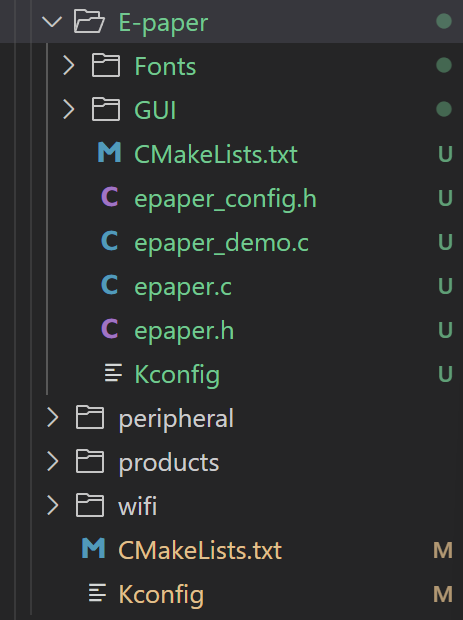 E-paper
Fonts
GUI
M CMakeLists.txt U
C epaper_config.h U
C epaper_demo.c U
C epaper.c U
C epaper.h U
Kconfig U
peripheral
products
wifi
M CMakeLists.txt M
Kconfig M